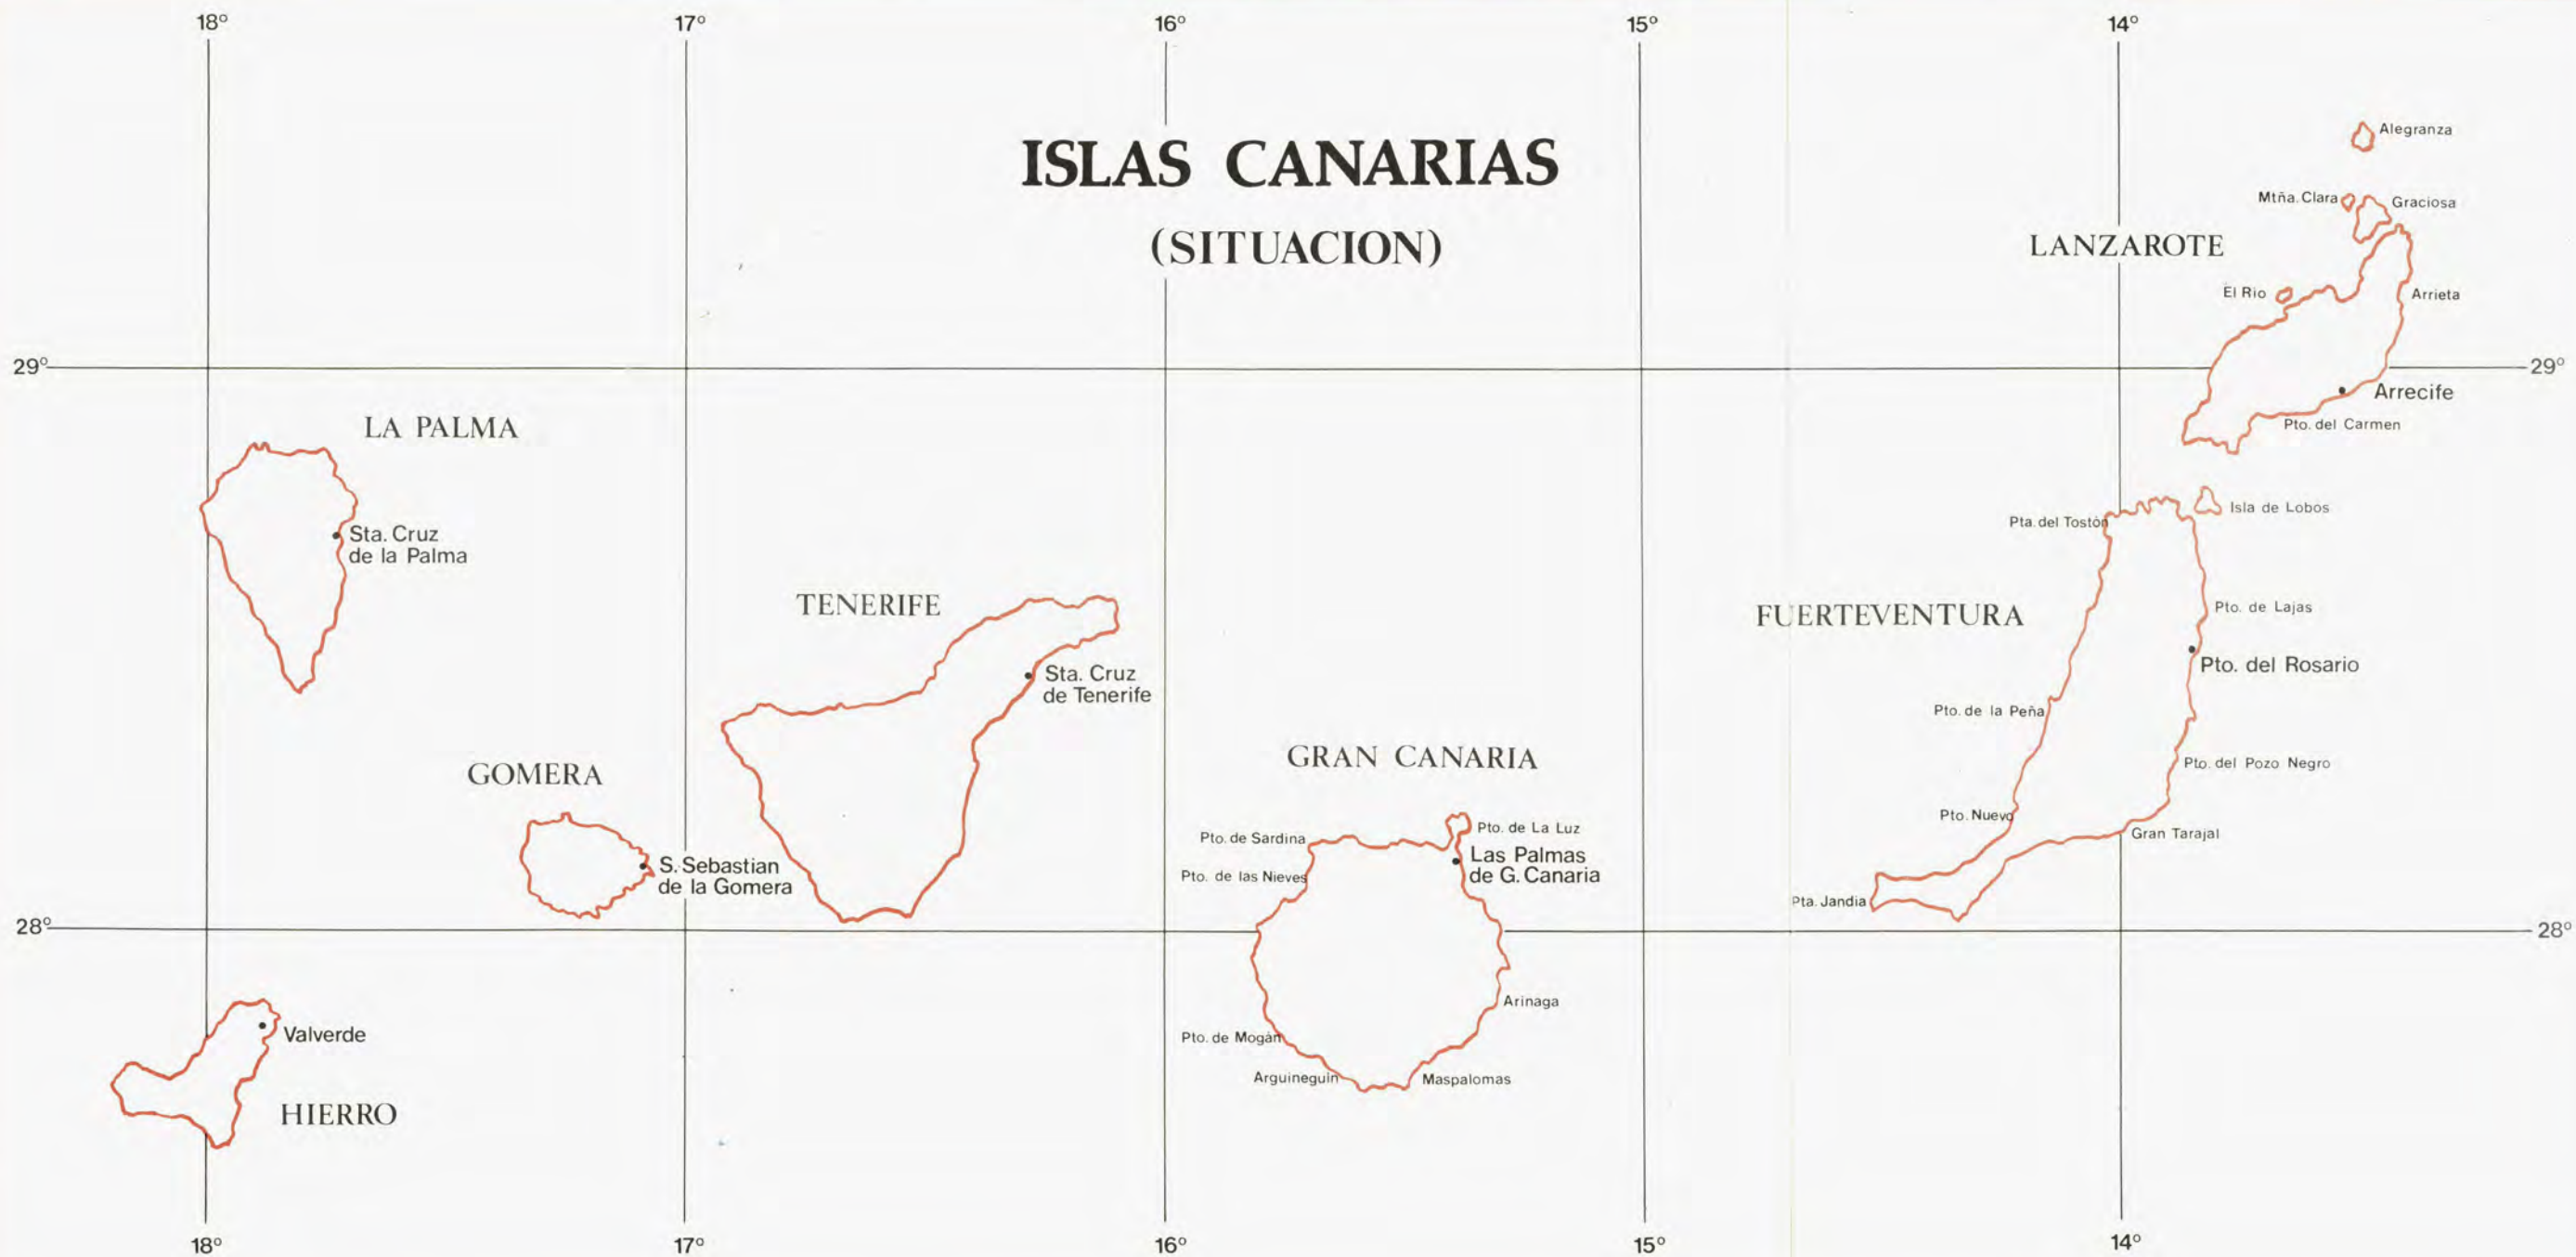 18° 17° 16° 15° 14°
ISLAS CANARIAS
(SITUACION)
Alegranza
Mtña. Clara
Graciosa
LANZAROTE
El Rio
Arrieta
29° 29°
Arrecife
Pto. del Carmen
LA PALMA
Sta. Cruz
de la Palma
Isla de Lobos
Pta. del Tostón
TENERIFE
Sta. Cruz
de Tenerife
FUERTEVENTURA
Pto. de Lajas
Pto. del Rosario
Pto. de la Peña
Pto. del Pozo Negro
Pto. Nuevo
Gran Tarajal
Pta. Jandia
GOMERA
S. Sebastian
de la Gomera
GRAN CANARIA
Pto. de Sardina
Pto. de La Luz
Las Palmas
de G. Canaria
Pto. de las Nieves
28° 28°
Arinaga
Pto. de Mogán
Arguineguin
Maspalomas
Valverde
HIERRO
18° 17° 16° 15° 14°